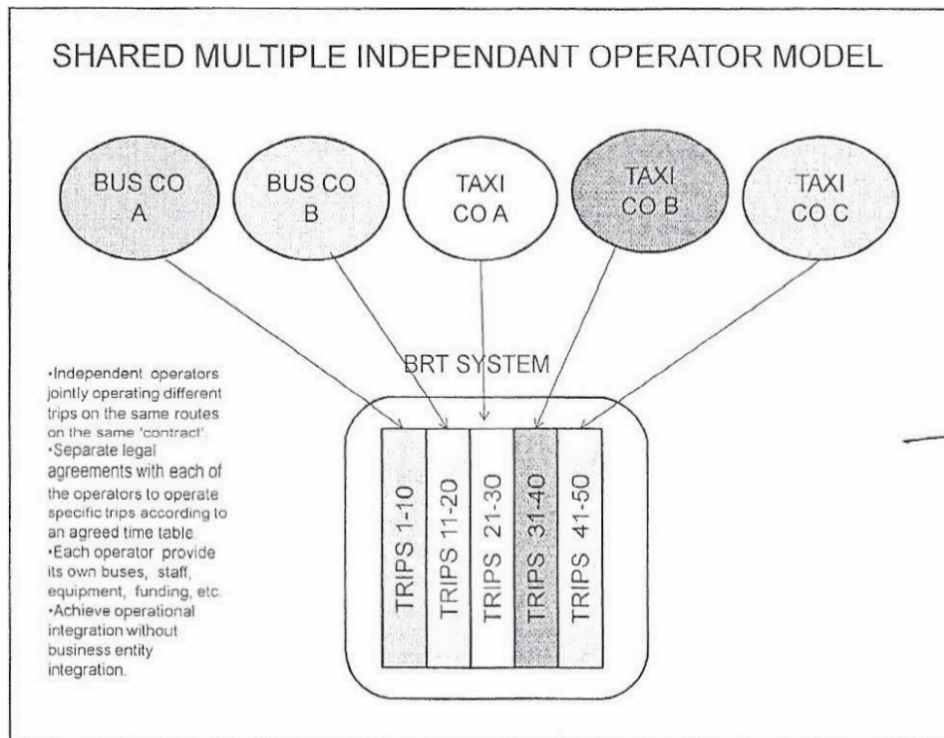 SHARED MULTIPLE INDEPENDANT OPERATOR MODEL
BUS CO
A
BUS CO
B
TAXI
CO A
TAXI
CO B
TAXI
CO C
BRT SYSTEM
•Independent operators
jointly operating different
trips on the same routes
on the same 'contract'.
•Separate legal
agreements with each of
the operators to operate
specific trips according to
an agreed time table
•Each operator provide
its own buses, staff,
equipment, funding, etc.
•Achieve operational
integration without
business entity
integration.
TRIPS 1-10
TRIPS 11-20
TRIPS 21-30
TRIPS 31-40
TRIPS 41-50